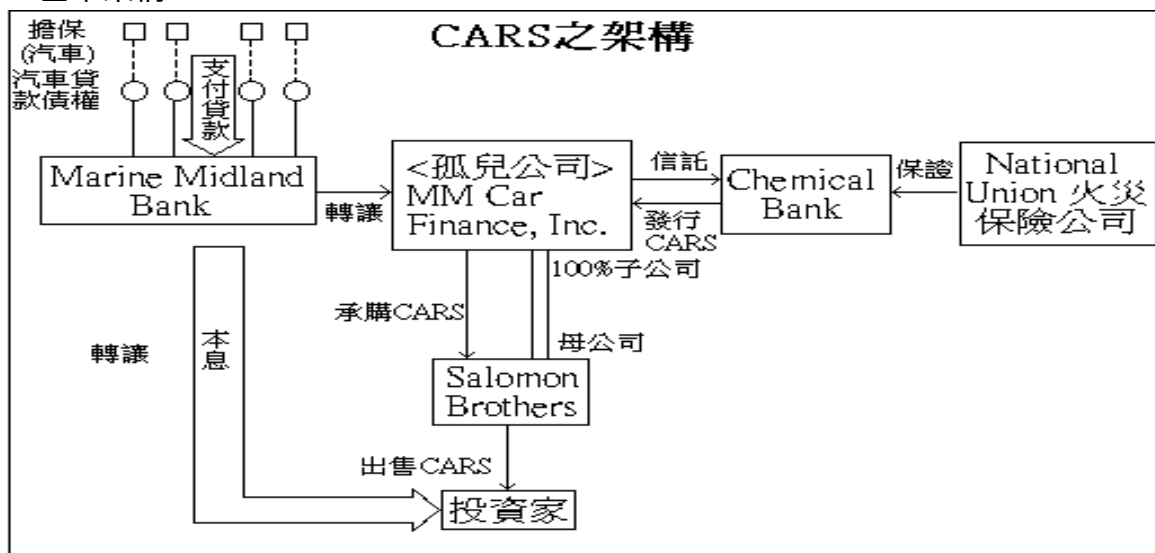 CARS之架構
擔保
(汽車)
汽車貸
款債權
支付貸款
Marine Midland
Bank
轉讓
<孤兒公司>
MM Car
Finance, Inc.
信託
發行
CARS
Chemical
Bank
保證
National
Union 火災
保險公司
100%子公司
承購CARS
母公司
轉讓
本息
Salomon
Brothers
出售CARS
投資家